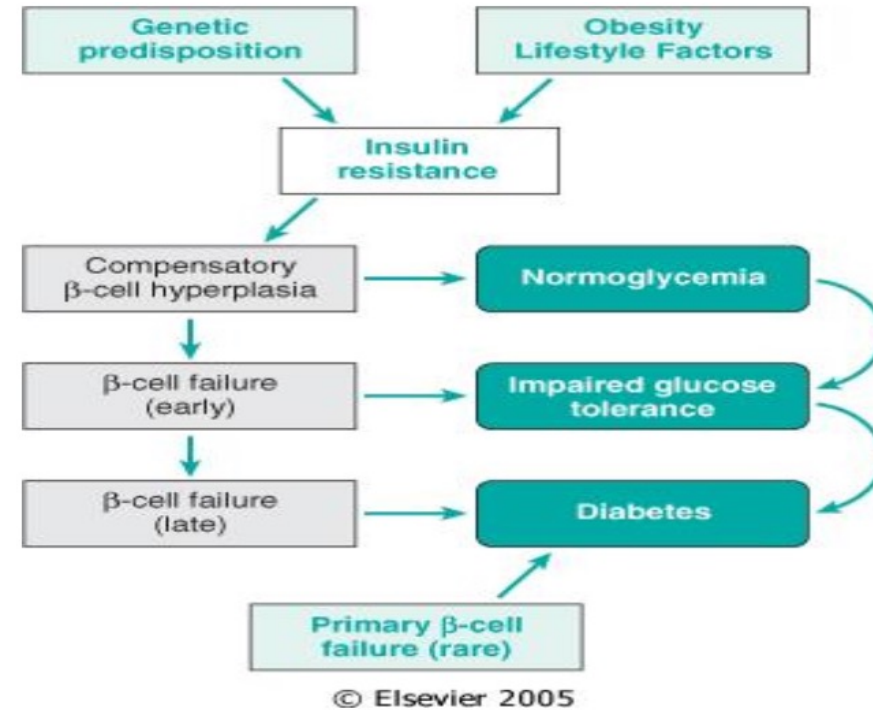 Genetic
predisposition
Obesity
Lifestyle Factors
Insulin
resistance
Compensatory
β-cell hyperplasia
Normoglycemia
β-cell failure
(early)
Impaired glucose
tolerance
β-cell failure
(late)
Diabetes
Primary β-cell
failure (rare)
© Elsevier 2005